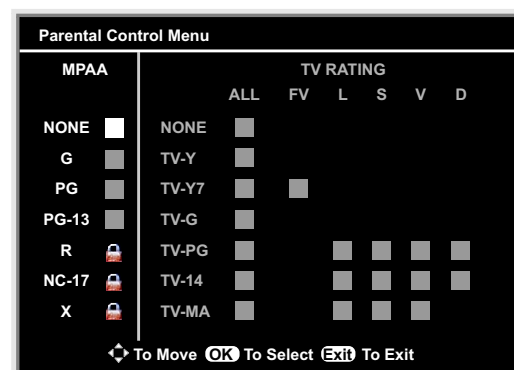 Parental Control Menu
MPAA TV RATING
ALL FV L S V D
NONE NONE
G TV-Y
PG TV-Y7
PG-13 TV-G
R TV-PG
NC-17 TV-14
X TV-MA
To Move OK To Select Exit To Exit